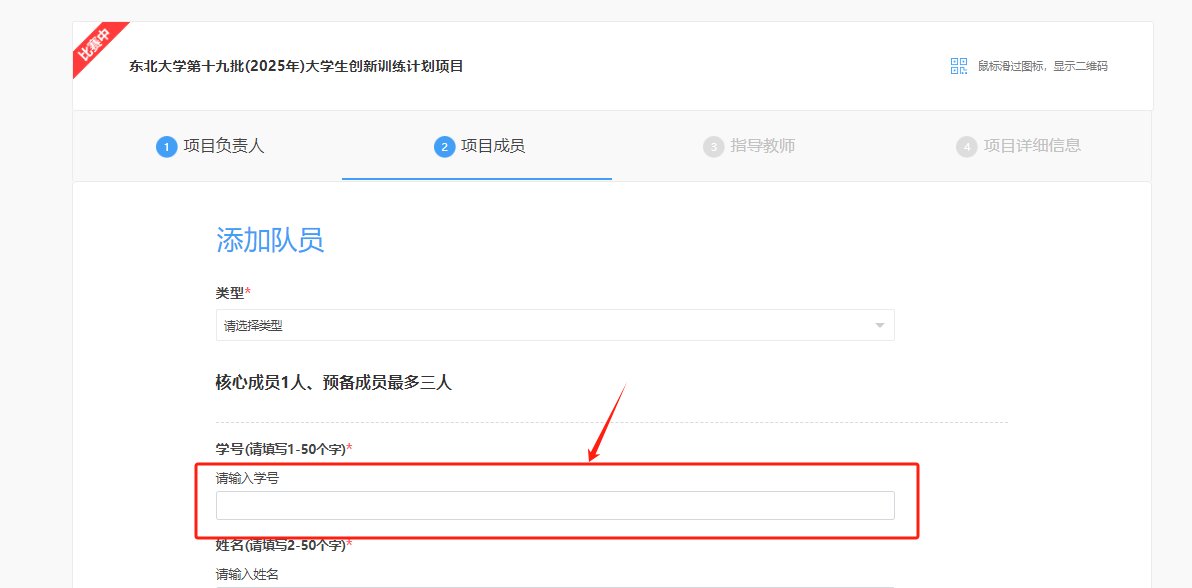 比赛中
东北大学第十九批(2025年)大学生创新训练计划项目
鼠标滑过图标，显示二维码
1 项目负责人
2 项目成员
3 指导教师
4 项目详细信息
添加队员
类型*
请选择类型
核心成员1人、预备成员最多三人
学号(请填写1-50个字)*
请输入学号
姓名(请填写2-50个字)*
请输入姓名